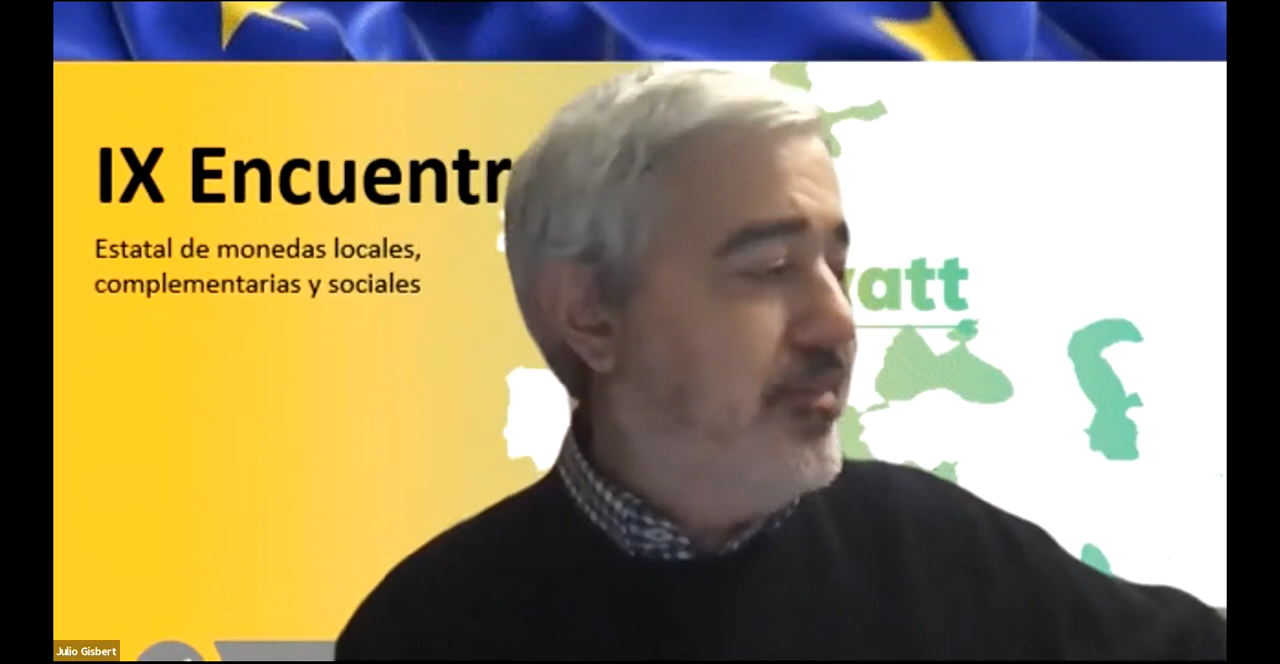 IX Encuentr
Estatal de monedas locales,
complementarias y sociales
watt
Julio Gisbert